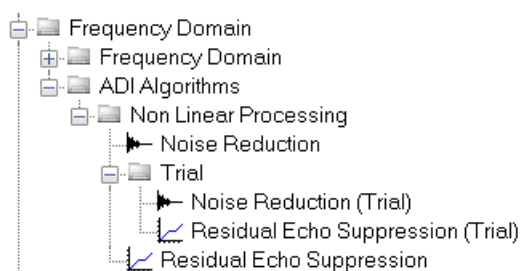 Frequency Domain
Frequency Domain
ADI Algorithms
Non Linear Processing
Noise Reduction
Trial
Noise Reduction (Trial)
Residual Echo Suppression (Trial)
Residual Echo Suppression